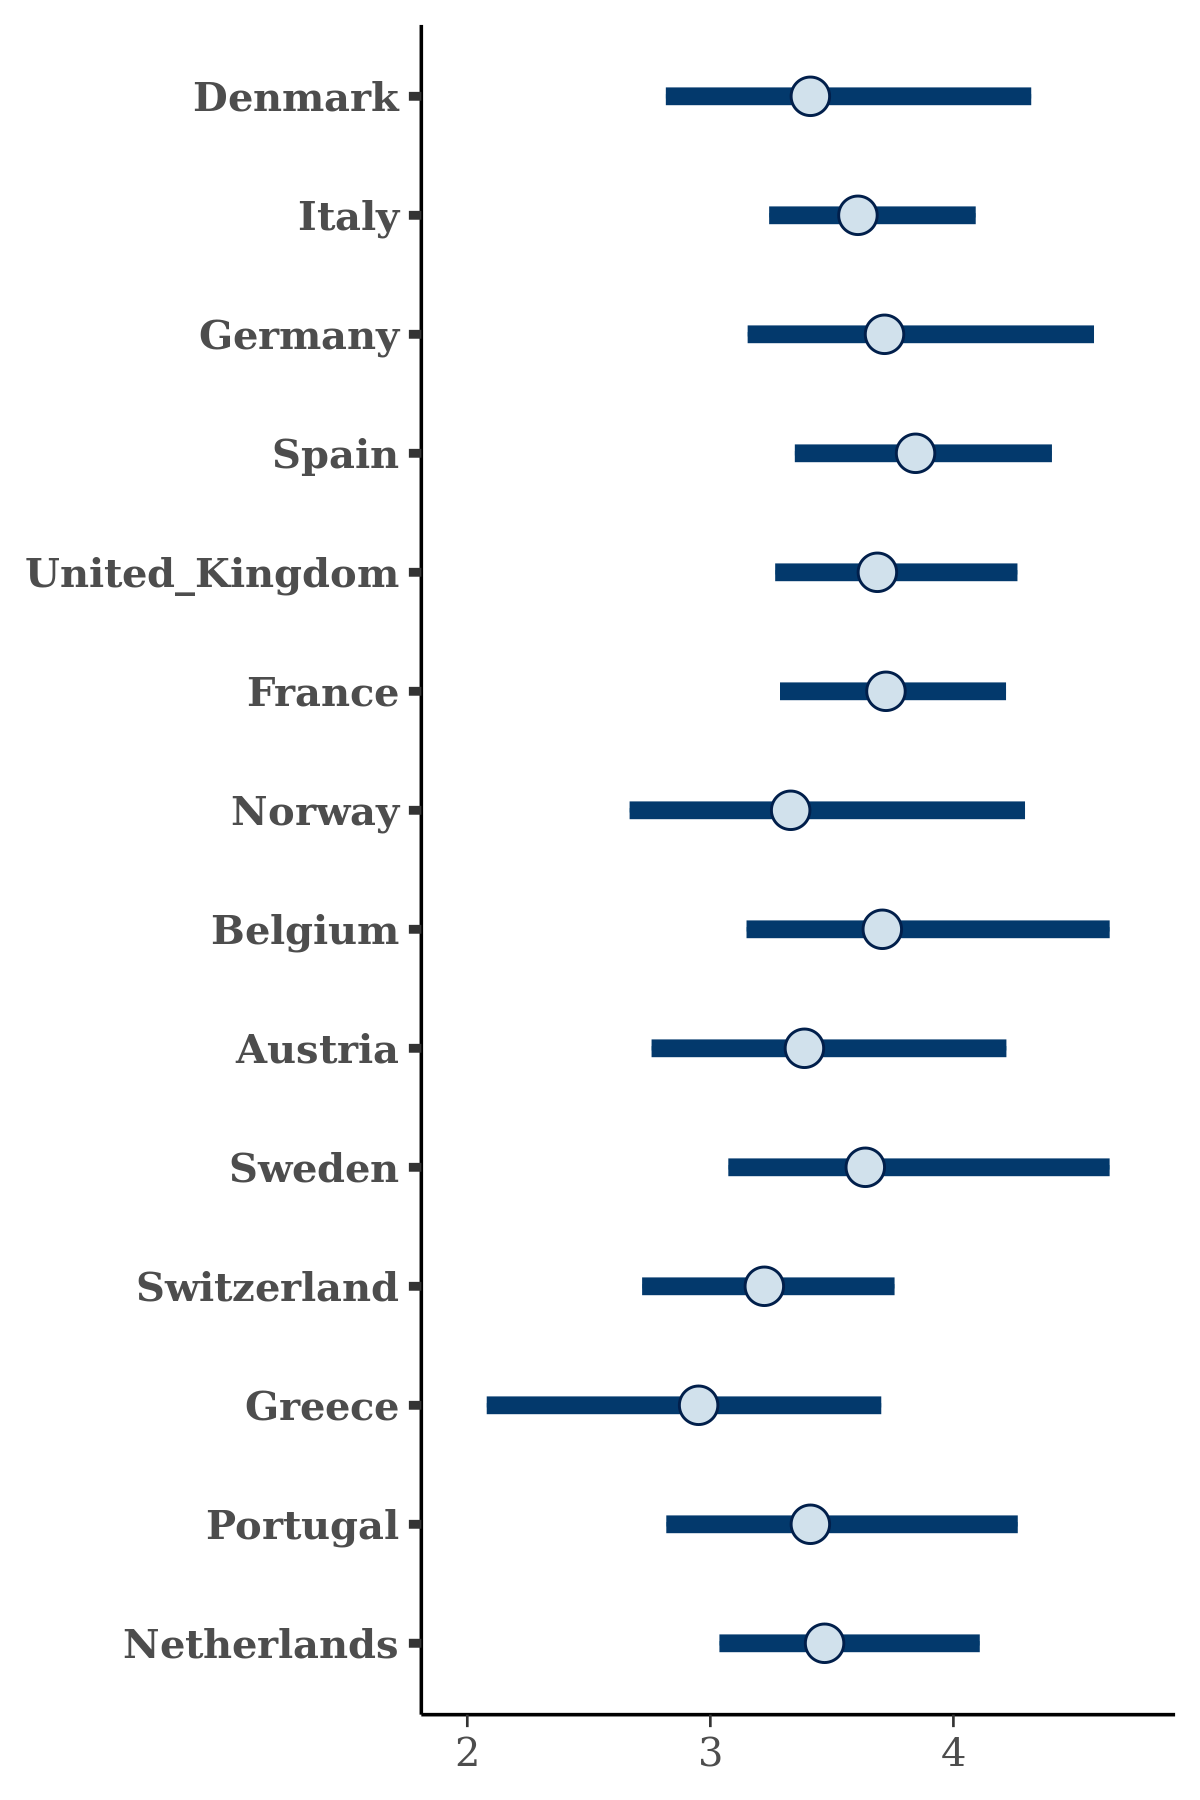 Denmark
Italy
Germany
Spain
United_Kingdom
France
Norway
Belgium
Austria
Sweden
Switzerland
Greece
Portugal
Netherlands
2 3 4